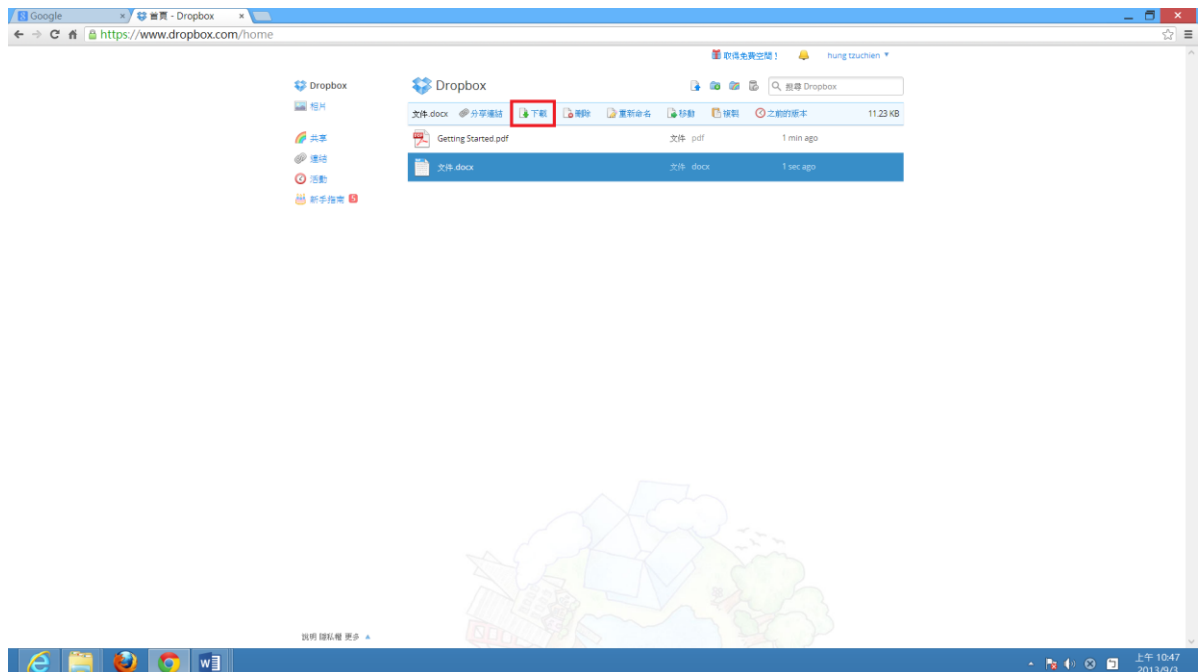 Google
首頁 - Dropbox
https://www.dropbox.com/home
取得免費空間！ hung tzuchien
Dropbox
相片
共享
連結
活動
新手指南 5
Dropbox 搜尋 Dropbox
文件.docx 分享連結 下載 刪除 重新命名 移動 複製 之前的版本 11.23 KB
Getting Started.pdf 文件 pdf 1 min ago
文件.docx 文件 docx 1 sec ago
說明 隱私權 更多
上午 10:47
2013/9/3